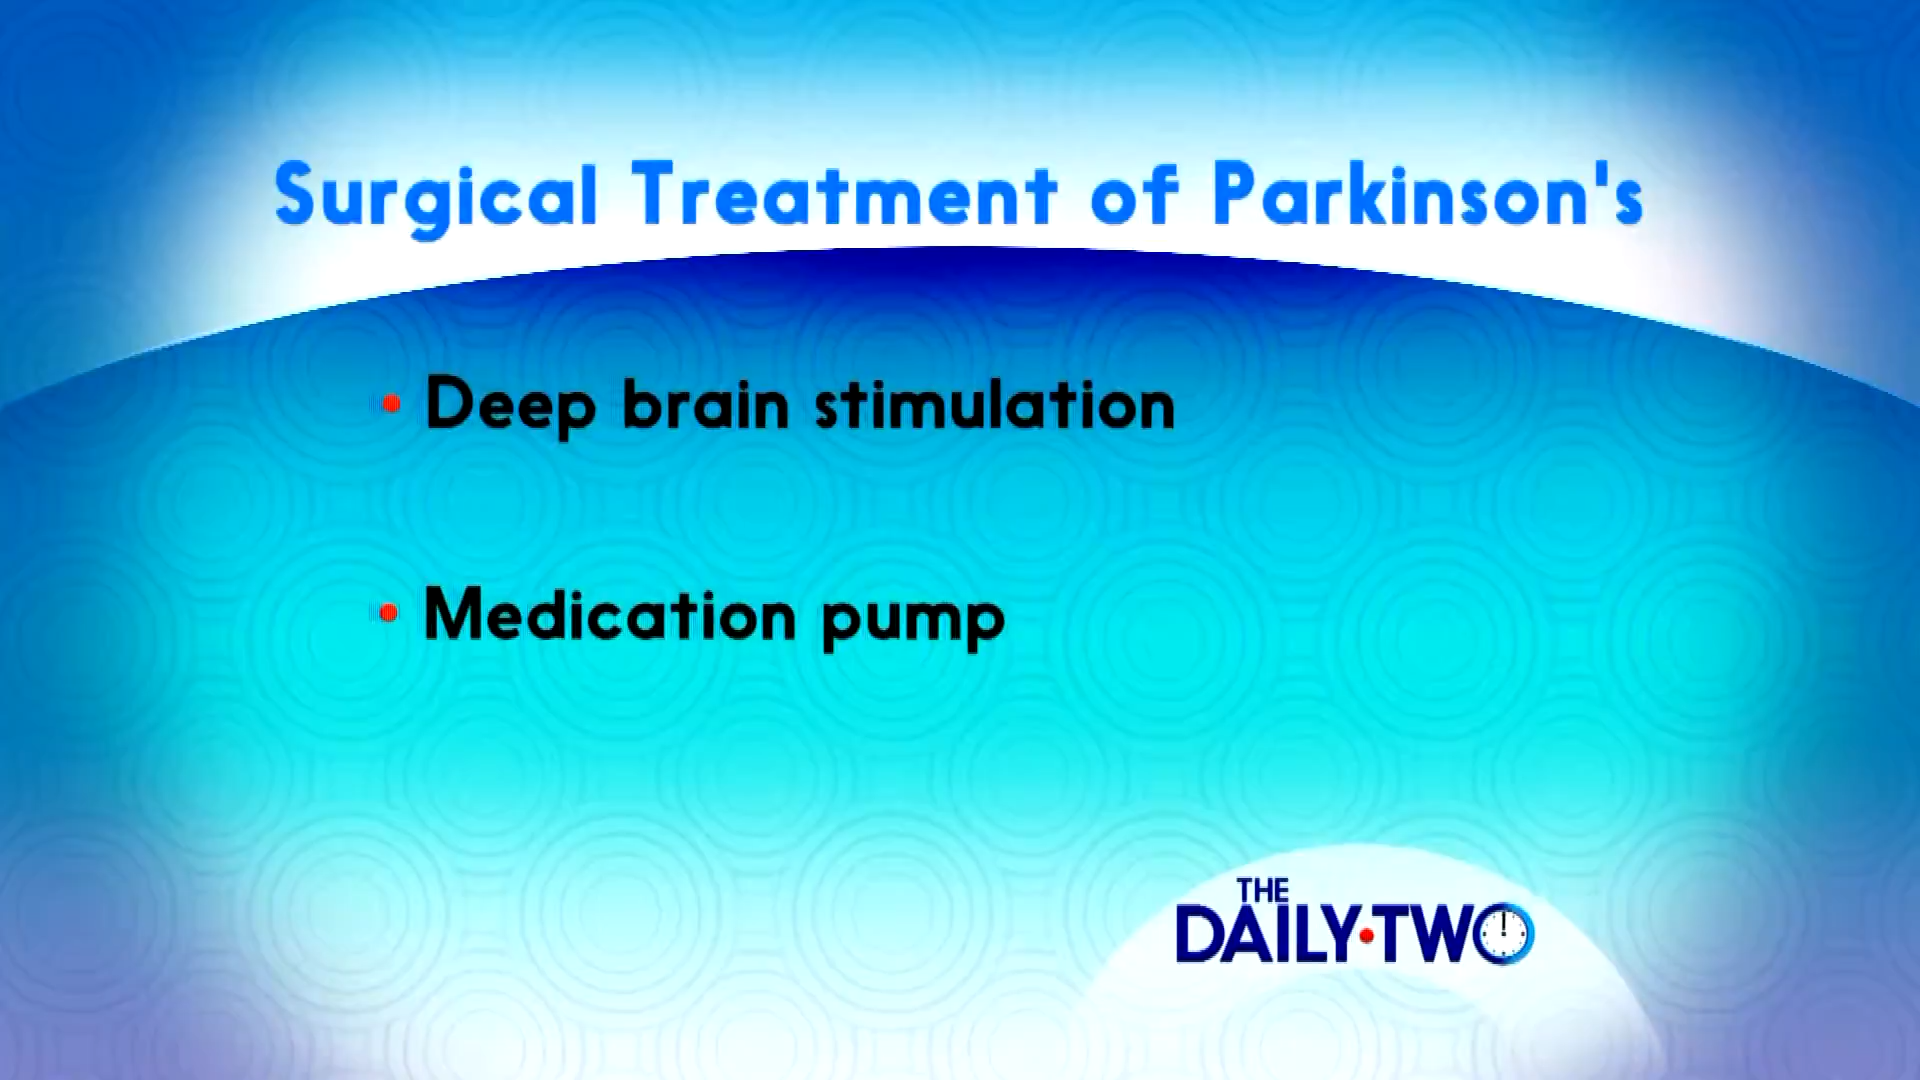 Surgical Treatment of Parkinson's
• Deep brain stimulation
• Medication pump
THE
DAILY•TWO